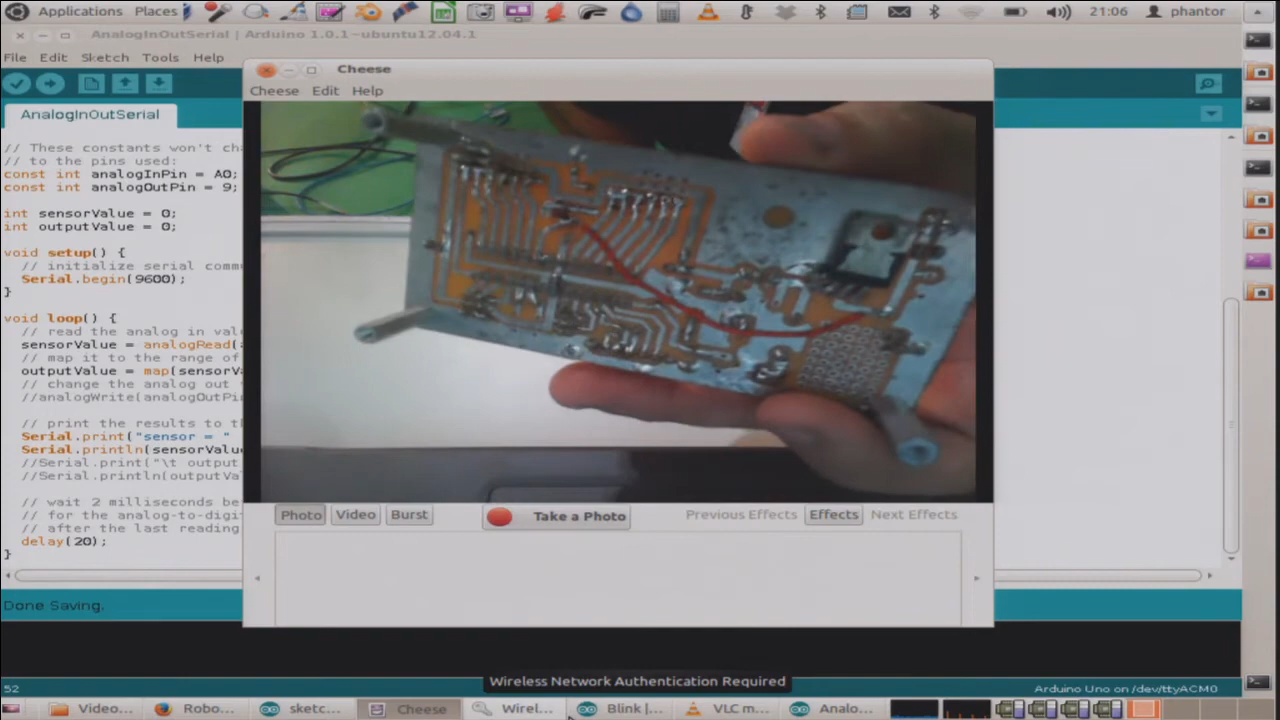 Applications Places 21:06 phantor
AnalogInOutSerial | Arduino 1.0.1~ubuntu12.04.1
File Edit Sketch Tools Help
Cheese
Cheese Edit Help
AnalogInOutSerial
// These constants won't ch
// to the pins used:
const int analogInPin = A0;
const int analogOutPin = 9;
int sensorValue = 0;
int outputValue = 0;
void setup() {
// initialize serial comm
Serial.begin(9600);
}
void loop() {
// read the analog in val
sensorValue = analogRead(
// map it to the range of
outputValue = map(sensorV
// change the analog out
//analogWrite(analogOutPin
// print the results to t
Serial.print("sensor = "
Serial.println(sensorValu
//Serial.print("\t output
//Serial.println(outputVa
// wait 2 milliseconds be
// for the analog-to-digi
// after the last reading
delay(20);
}
Photo Video Burst Take a Photo Previous Effects Effects Next Effects
Done Saving.
Wireless Network Authentication Required
52 Arduino Uno on /dev/ttyACM0
Video... Robo... sketc... Cheese Wirel... Blink |... VLC m... Analo...